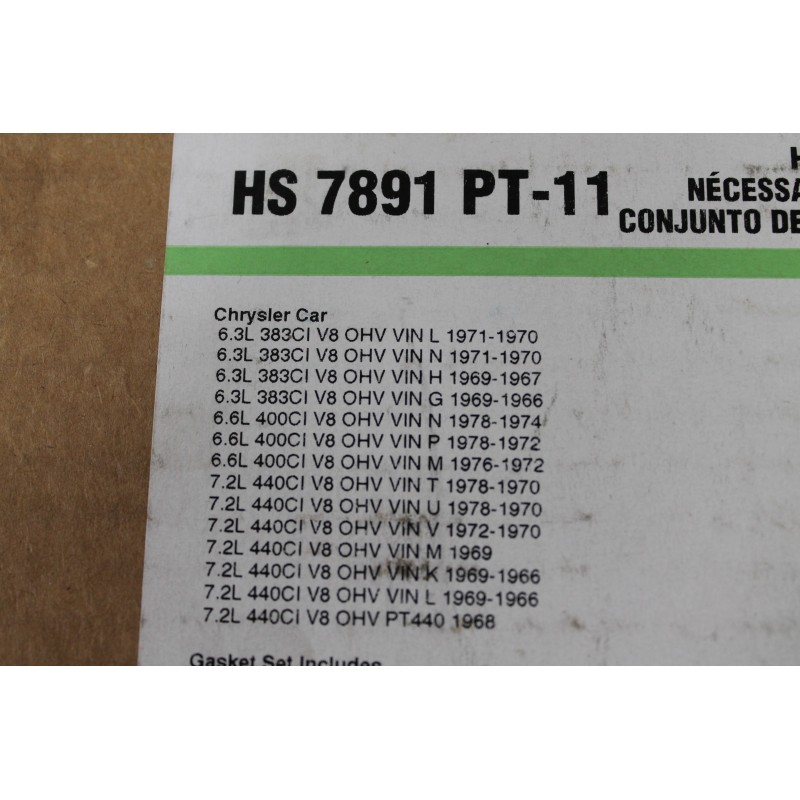 HS 7891 PT-11
H
NÉCESSA
CONJUNTO DE
Chrysler Car
6.3L 383CI V8 OHV VIN L 1971-1970
6.3L 383CI V8 OHV VIN N 1971-1970
6.3L 383CI V8 OHV VIN H 1969-1967
6.3L 383CI V8 OHV VIN G 1969-1966
6.6L 400CI V8 OHV VIN N 1978-1974
6.6L 400CI V8 OHV VIN P 1978-1972
6.6L 400CI V8 OHV VIN M 1976-1972
7.2L 440CI V8 OHV VIN T 1978-1970
7.2L 440CI V8 OHV VIN U 1978-1970
7.2L 440CI V8 OHV VIN V 1972-1970
7.2L 440CI V8 OHV VIN M 1969
7.2L 440CI V8 OHV VIN K 1969-1966
7.2L 440CI V8 OHV VIN L 1969-1966
7.2L 440CI V8 OHV PT440 1968
Gasket Set Includes